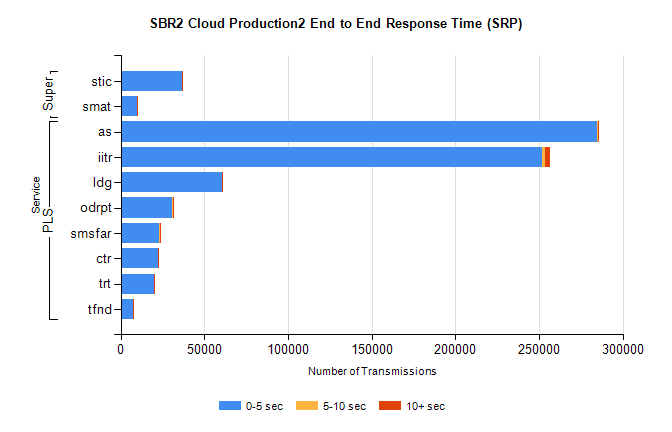 SBR2 Cloud Production2 End to End Response Time (SRP)
Super
stic
smat
Service
PLS
as
iitr
ldg
odrpt
smsfar
ctr
trt
tfnd
0 50000 100000 150000 200000 250000 300000
Number of Transmissions
0-5 sec 5-10 sec 10+ sec